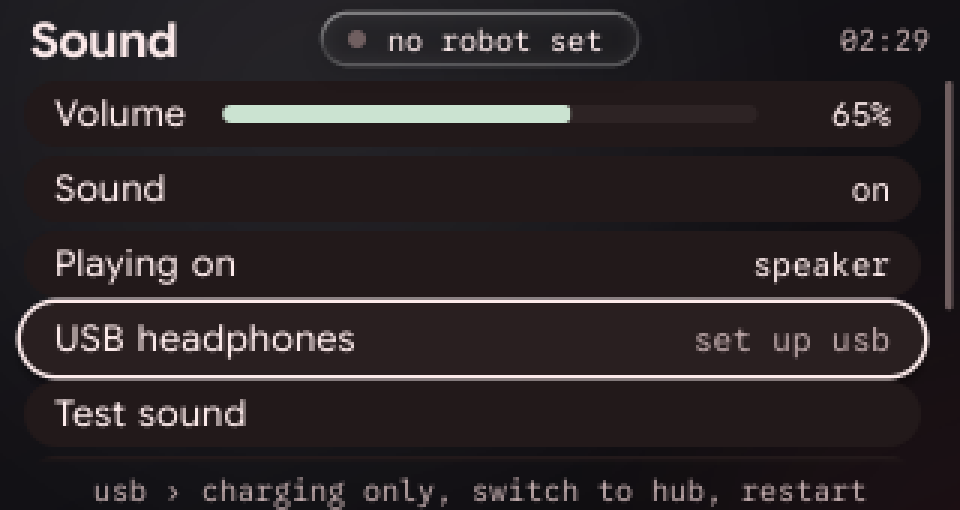 Sound
no robot set
02:29
Volume 65%
Sound on
Playing on speaker
USB headphones set up usb
Test sound
usb › charging only, switch to hub, restart